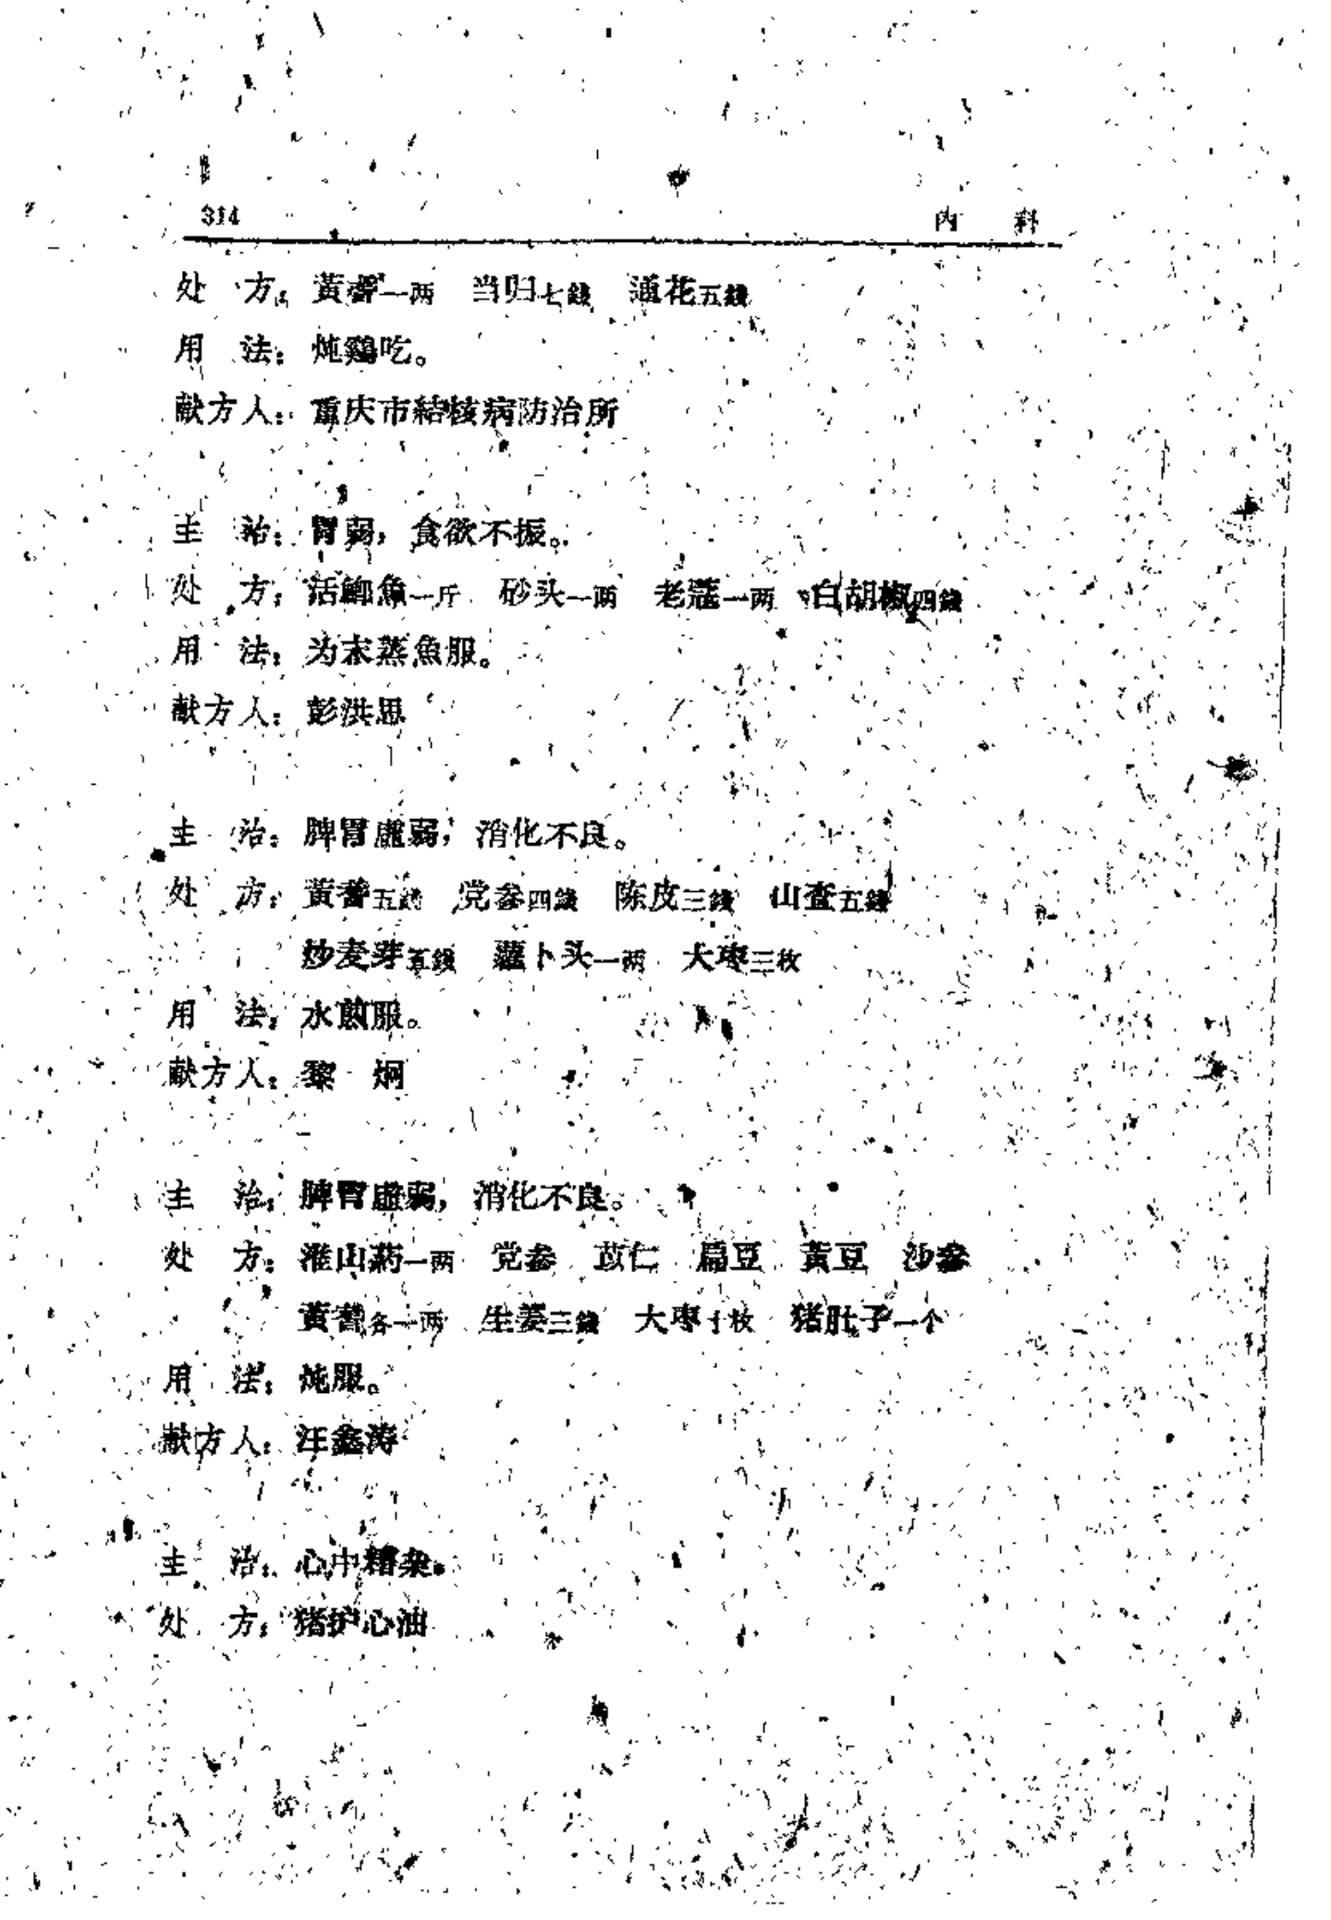 314 内 科
处 方: 黃蓍一两 当归七錢 通花五錢
用 法: 炖鷄吃。
献方人: 重庆市結核病防治所
主 治: 胃弱, 食欲不振。
处 方: 活鯽魚一斤 砂头一两 老蔻一两 白胡椒四錢
用 法: 为末蒸魚服。
献方人: 彭洪思
主 治: 脾胃虛弱, 消化不良。
处 方: 黃蓍五錢 党参四錢 陈皮三錢 山查五錢
炒麦芽五錢 蘿卜头一两 大枣三枚
用 法: 水煎服。
献方人: 黎 炯
主 治: 脾胃虛弱, 消化不良。
处 方: 淮山药一两 党参 苡仁 扁豆 黃豆 沙参
黃蓍各一两 生姜三錢 大枣十枚 猪肚子一个
用 法: 炖服。
献方人: 汪鑫涛
主 治: 心中糟杂。
处 方: 猪护心油